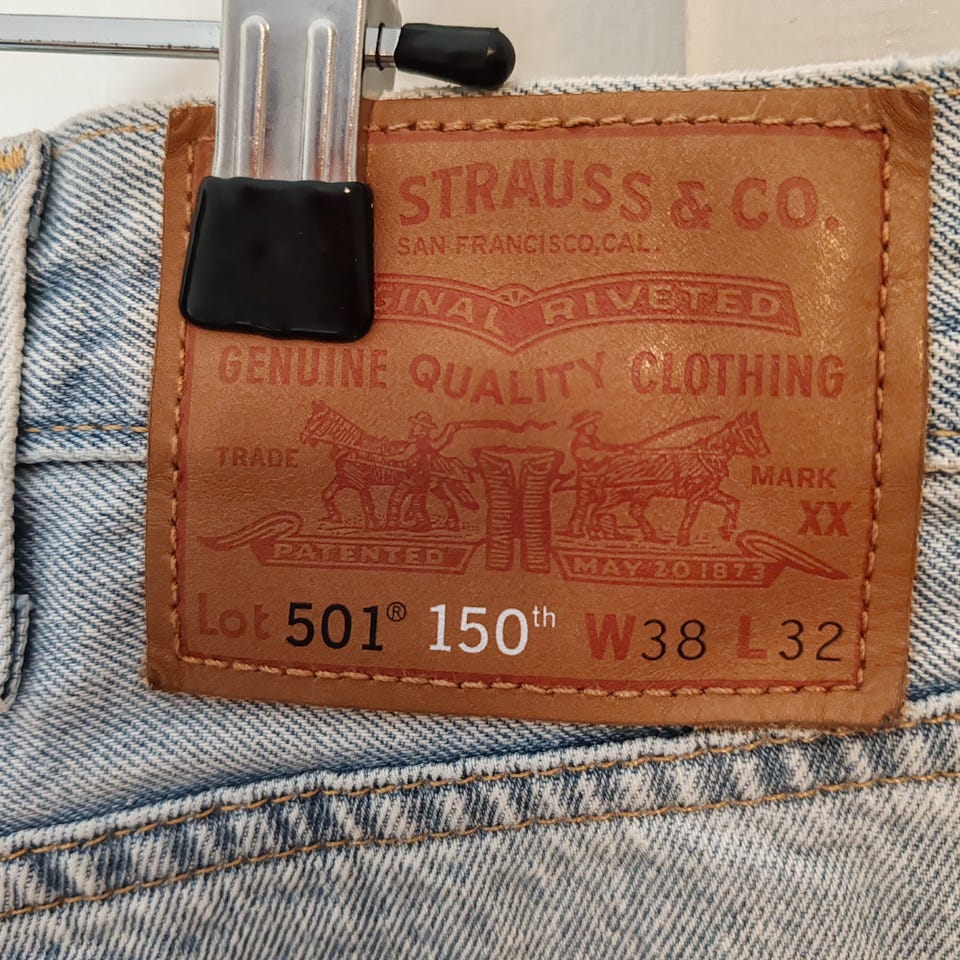 STRAUSS & CO.
SAN FRANCISCO, CAL.
GINAL RIVETED
GENUINE QUALITY CLOTHING
TRADE MARK
XX
PATENTED MAY 20 1873
Lot 501® 150th W38 L32